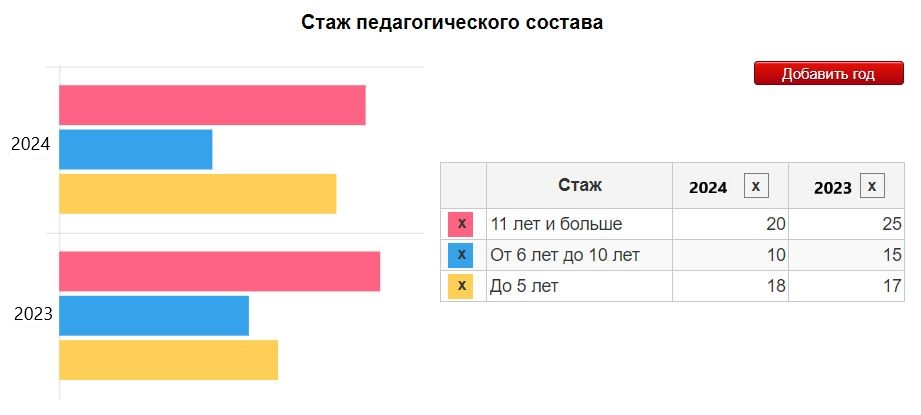 Стаж педагогического состава
Добавить год
2024
2023
Стаж 2024 x 2023 x
x 11 лет и больше 20 25
x От 6 лет до 10 лет 10 15
x До 5 лет 18 17